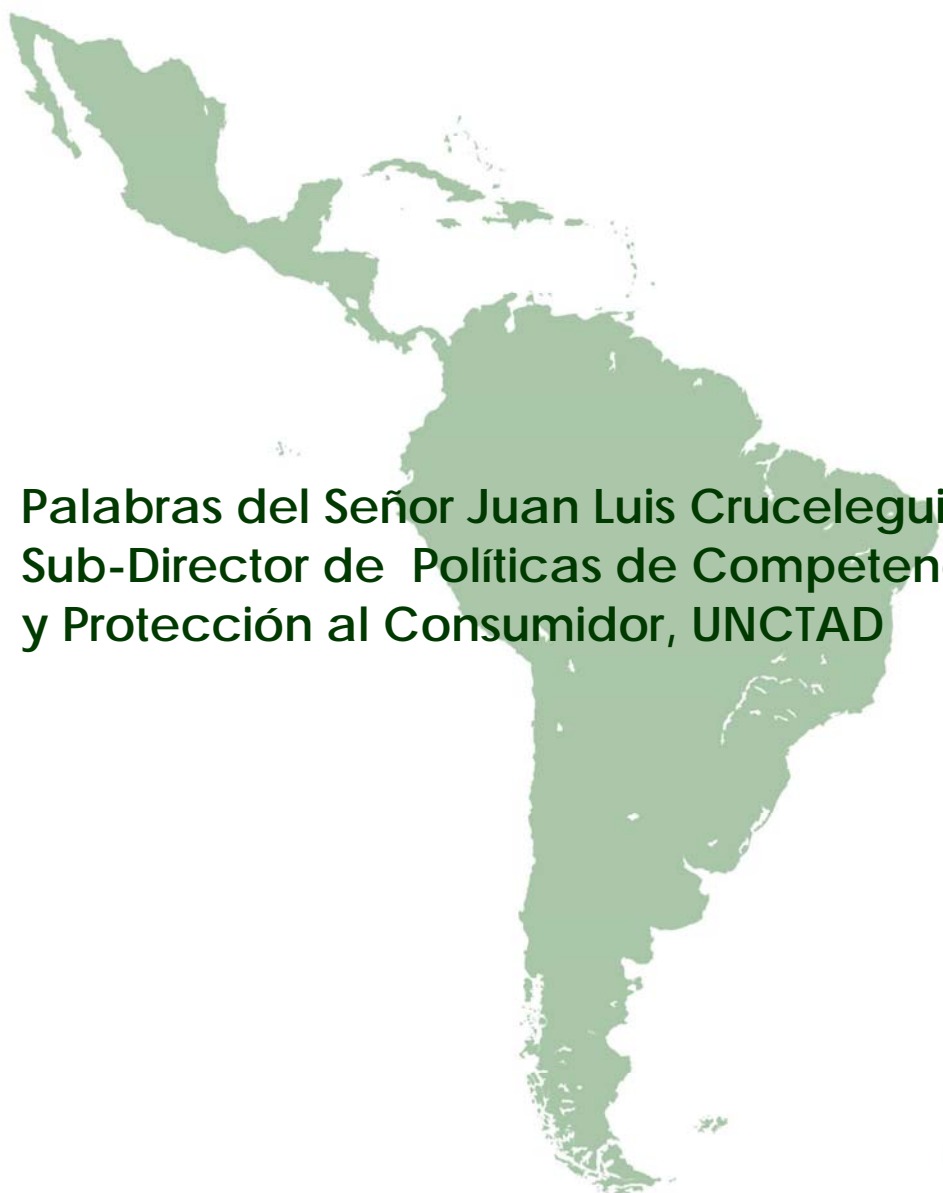 Palabras del Señor Juan Luis Crucelegui
Sub-Director de Políticas de Competen
y Protección al Consumidor, UNCTAD